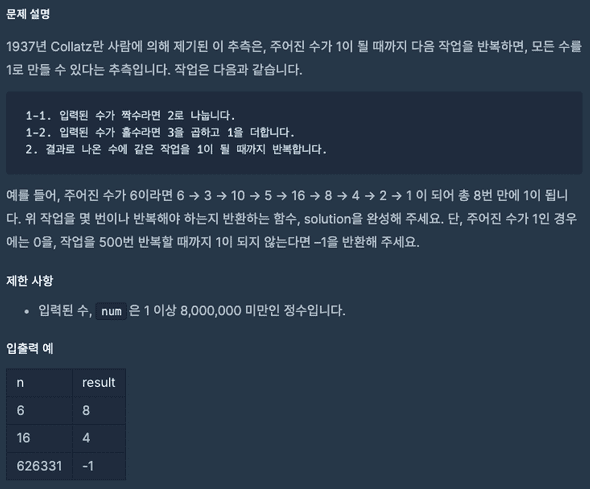 문제 설명
1937년 Collatz란 사람에 의해 제기된 이 추측은, 주어진 수가 1이 될 때까지 다음 작업을 반복하면, 모든 수를
1로 만들 수 있다는 추측입니다. 작업은 다음과 같습니다.
1-1. 입력된 수가 짝수라면 2로 나눕니다.
1-2. 입력된 수가 홀수라면 3을 곱하고 1을 더합니다.
2. 결과로 나온 수에 같은 작업을 1이 될 때까지 반복합니다.
예를 들어, 주어진 수가 6이라면 6 → 3 → 10 → 5 → 16 → 8 → 4 → 2 → 1 이 되어 총 8번 만에 1이 됩니
다. 위 작업을 몇 번이나 반복해야 하는지 반환하는 함수, solution을 완성해 주세요. 단, 주어진 수가 1인 경우
에는 0을, 작업을 500번 반복할 때까지 1이 되지 않는다면 –1을 반환해 주세요.
제한 사항
• 입력된 수, num 은 1 이상 8,000,000 미만인 정수입니다.
입출력 예
n result
6 8
16 4
626331 -1